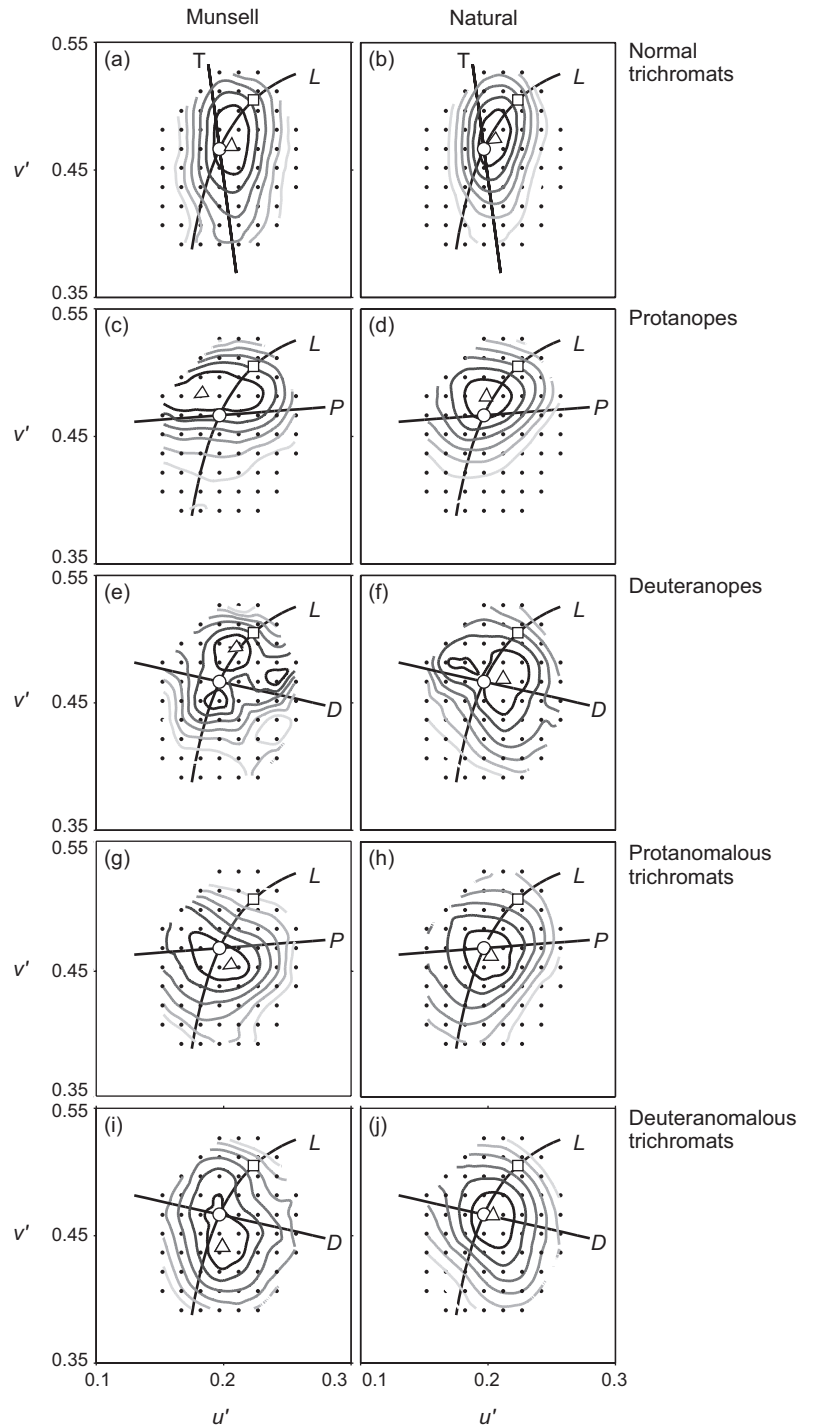 Munsell Natural
0.55 (a) T L (b) T L Normal
trichromats
v′ 0.45
0.35
0.55 (c) L (d) L Protanopes
P P
v′ 0.45
0.35
0.55 (e) L (f) L Deuteranopes
v′ 0.45 D D
0.35
0.55 (g) L (h) L Protanomalous
trichromats
P P
v′ 0.45
0.35
0.55 (i) L (j) L Deuteranomalous
trichromats
v′ 0.45 D D
0.35
0.1 0.2 0.3 0.1 0.2 0.3
u′ u′